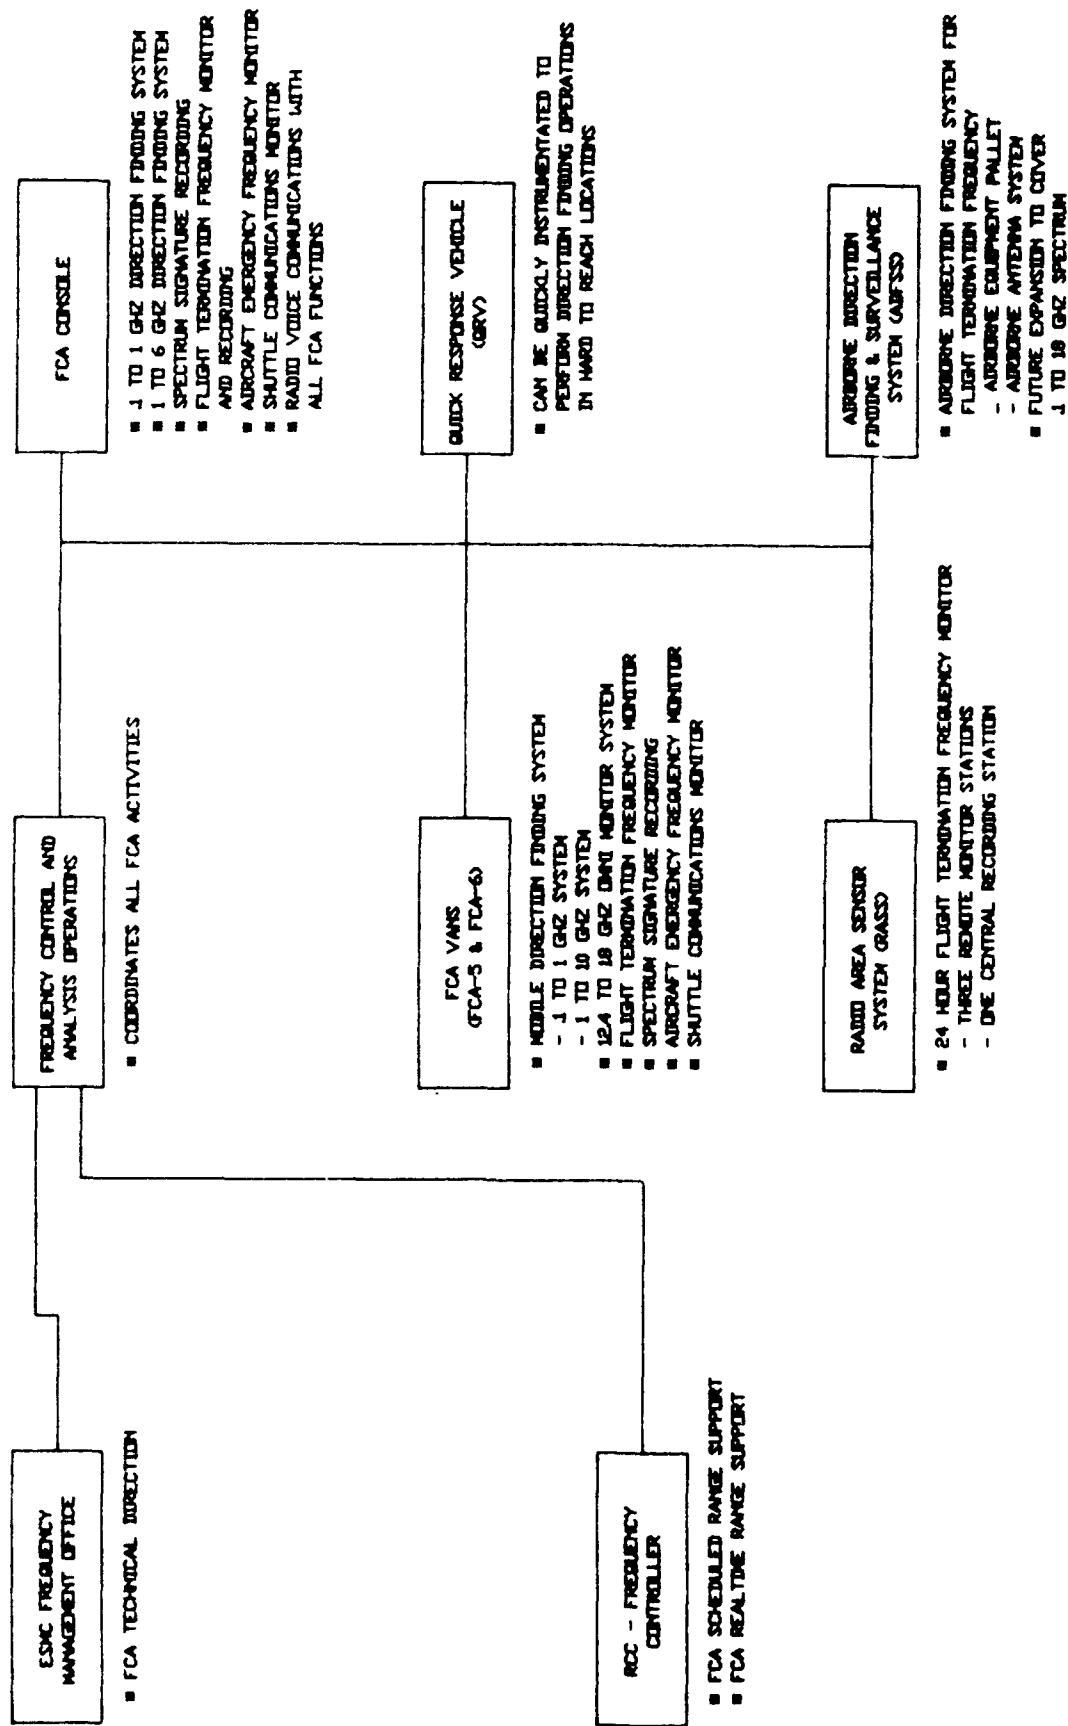 ESMC FREQUENCY
MANAGEMENT OFFICE
■ FCA TECHNICAL DIRECTION
FREQUENCY CONTROL AND
ANALYSIS OPERATIONS
■ COORDINATES ALL FCA ACTIVITIES
FCA CONSOLE
■ .1 TO 1 GHZ DIRECTION FINDING SYSTEM
■ 1 TO 6 GHZ DIRECTION FINDING SYSTEM
■ SPECTRUM SIGNATURE RECORDING
■ FLIGHT TERMINATION FREQUENCY MONITOR
AND RECORDING
■ AIRCRAFT EMERGENCY FREQUENCY MONITOR
■ SHUTTLE COMMUNICATIONS MONITOR
■ RADIO VOICE COMMUNICATIONS WITH
ALL FCA FUNCTIONS
FCA VANS
(FCA-5 & FCA-6)
■ MOBILE DIRECTION FINDING SYSTEM
- .1 TO 1 GHZ SYSTEM
- 1 TO 10 GHZ SYSTEM
■ 12.4 TO 18 GHZ OMNI MONITOR SYSTEM
■ FLIGHT TERMINATION FREQUENCY MONITOR
■ SPECTRUM SIGNATURE RECORDING
■ AIRCRAFT EMERGENCY FREQUENCY MONITOR
■ SHUTTLE COMMUNICATIONS MONITOR
QUICK RESPONSE VEHICLE
(QRV)
■ CAN BE QUICKLY INSTRUMENTATED TO
PERFORM DIRECTION FINDING OPERATIONS
IN HARD TO REACH LOCATIONS
RCC - FREQUENCY
CONTROLLER
■ FCA SCHEDULED RANGE SUPPORT
■ FCA REALTIME RANGE SUPPORT
RADIO AREA SENSOR
SYSTEM (RASS)
■ 24 HOUR FLIGHT TERMINATION FREQUENCY MONITOR
- THREE REMOTE MONITOR STATIONS
- ONE CENTRAL RECORDING STATION
AIRBORNE DIRECTION
FINDING & SURVEILLANCE
SYSTEM (ADFSS)
■ AIRBORNE DIRECTION FINDING SYSTEM FOR
FLIGHT TERMINATION FREQUENCY
- AIRBORNE EQUIPMENT PALLET
- AIRBORNE ANTENNA SYSTEM
■ FUTURE EXPANSION TO COVER
.1 TO 18 GHZ SPECTRUM